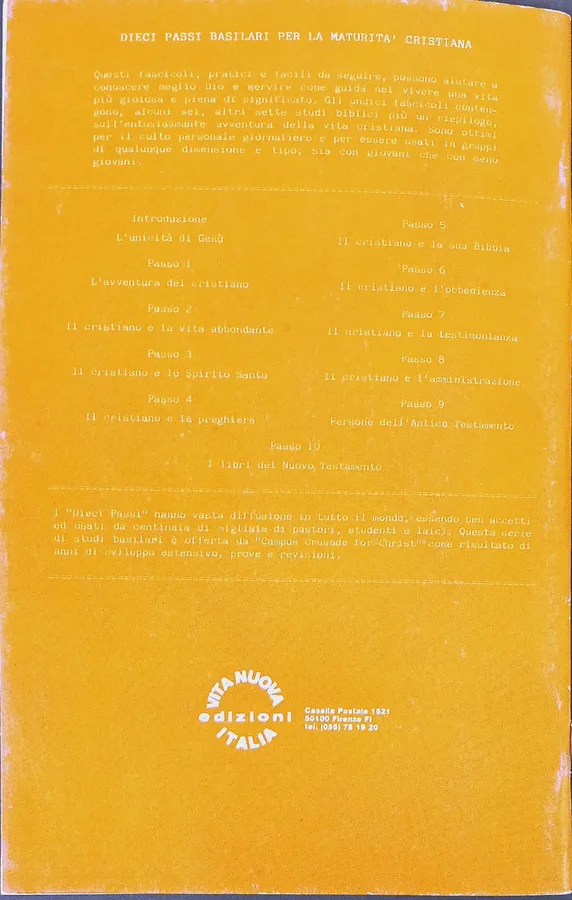 DIECI PASSI BASILARI PER LA MATURITA' CRISTIANA
Questi fascicoli, pratici e facili da seguire, possono aiutare a
conoscere meglio Dio e servire come guida nel vivere una vita
più gioiosa e piena di significato. Gli undici fascicoli conten-
gono, alcuni sei, altri sette studi biblici più un riepilogo,
sull'entusiasmante avventura della vita cristiana. Sono ottimi
per il culto personale giornaliero e per essere usati in gruppi
di qualunque dimensione e tipo; sia con giovani che con meno
giovani.
Introduzione
L'unicità di Gesù
Passo 1
L'avventura del cristiano
Passo 2
Il cristiano e la vita abbondante
Passo 3
Il cristiano e lo Spirito Santo
Passo 4
Il cristiano e la preghiera
Passo 5
Il cristiano e la sua Bibbia
Passo 6
Il cristiano e l'obbedienza
Passo 7
Il cristiano e la testimonianza
Passo 8
Il cristiano e l'amministrazione
Passo 9
Persone dell'Antico Testamento
Passo 10
I libri del Nuovo Testamento
I "Dieci Passi" hanno vasta diffusione in tutto il mondo, essendo ben accetti
ed usati da centinaia di migliaia di pastori, studenti e laici. Questa serie
di studi basilari è offerta da "Campus Crusade for Christ" come risultato di
anni di sviluppo estensivo, prove e revisioni.
VITA NUOVA
edizioni
ITALIA
Casella Postale 1521
50100 Firenze FI
tel. (055) 78 19 20